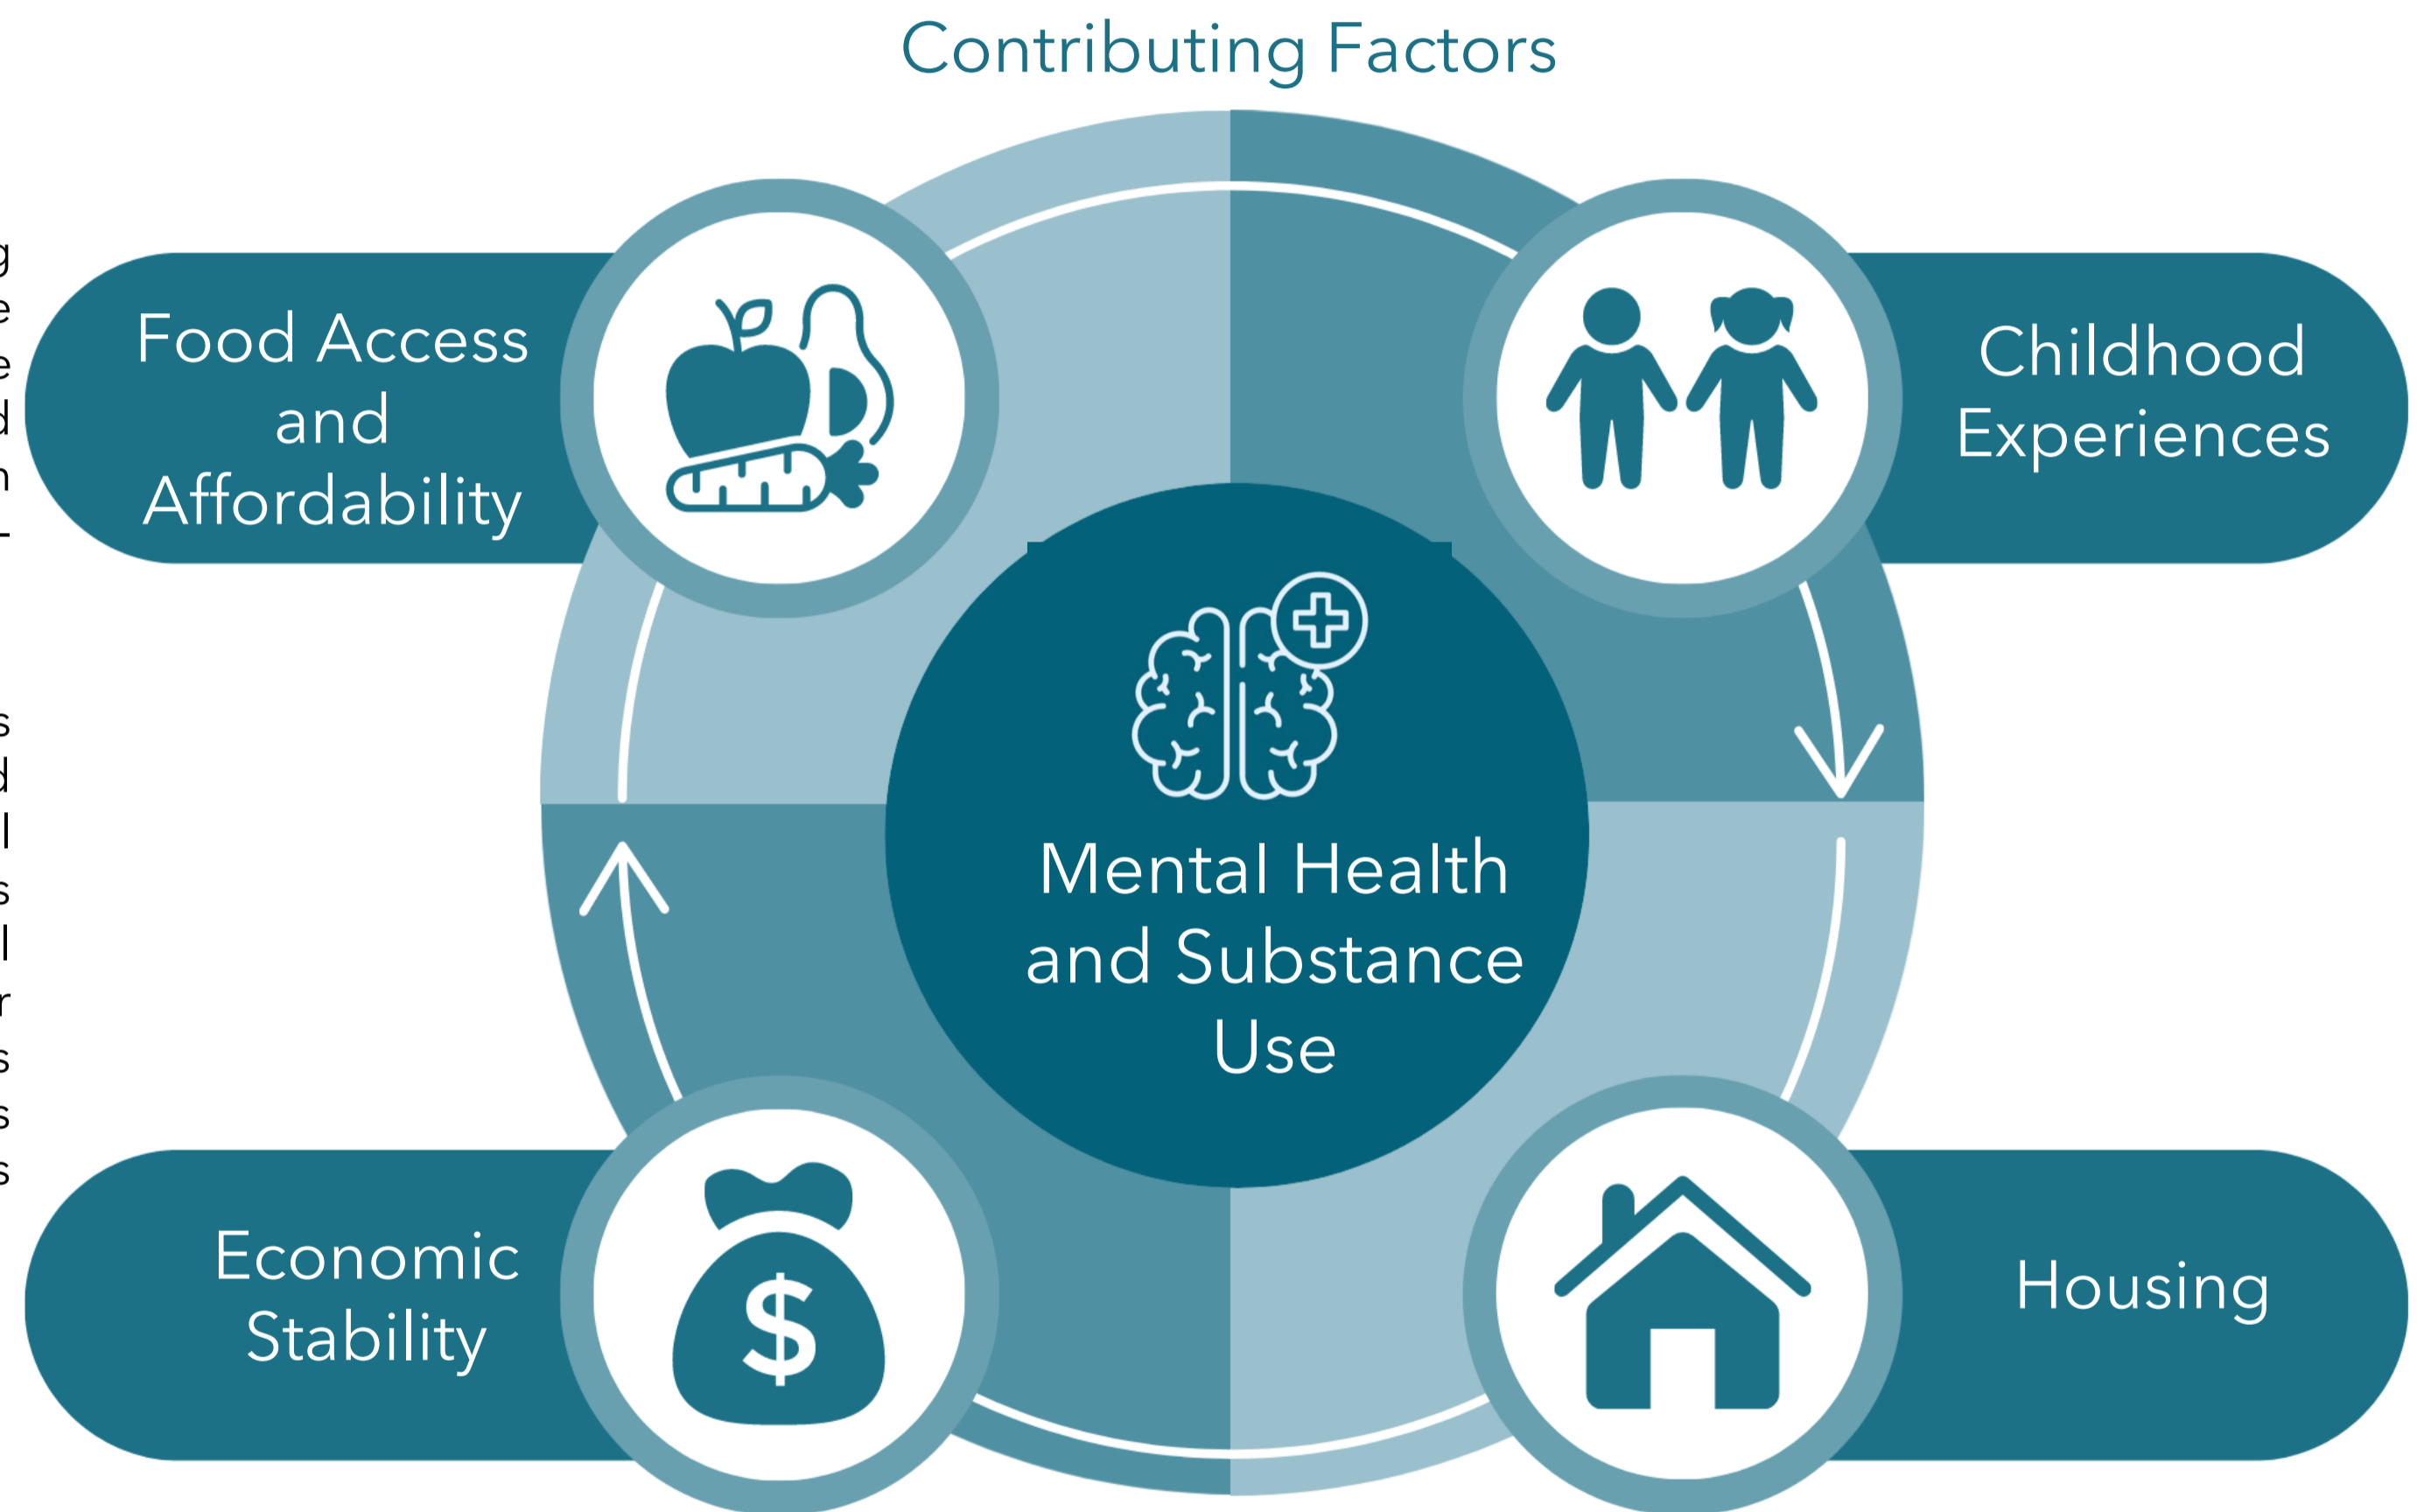 Contributing Factors
Food Access
and
Affordability
Childhood
Experiences
Mental Health
and Substance
Use
Economic
Stability
$
Housing